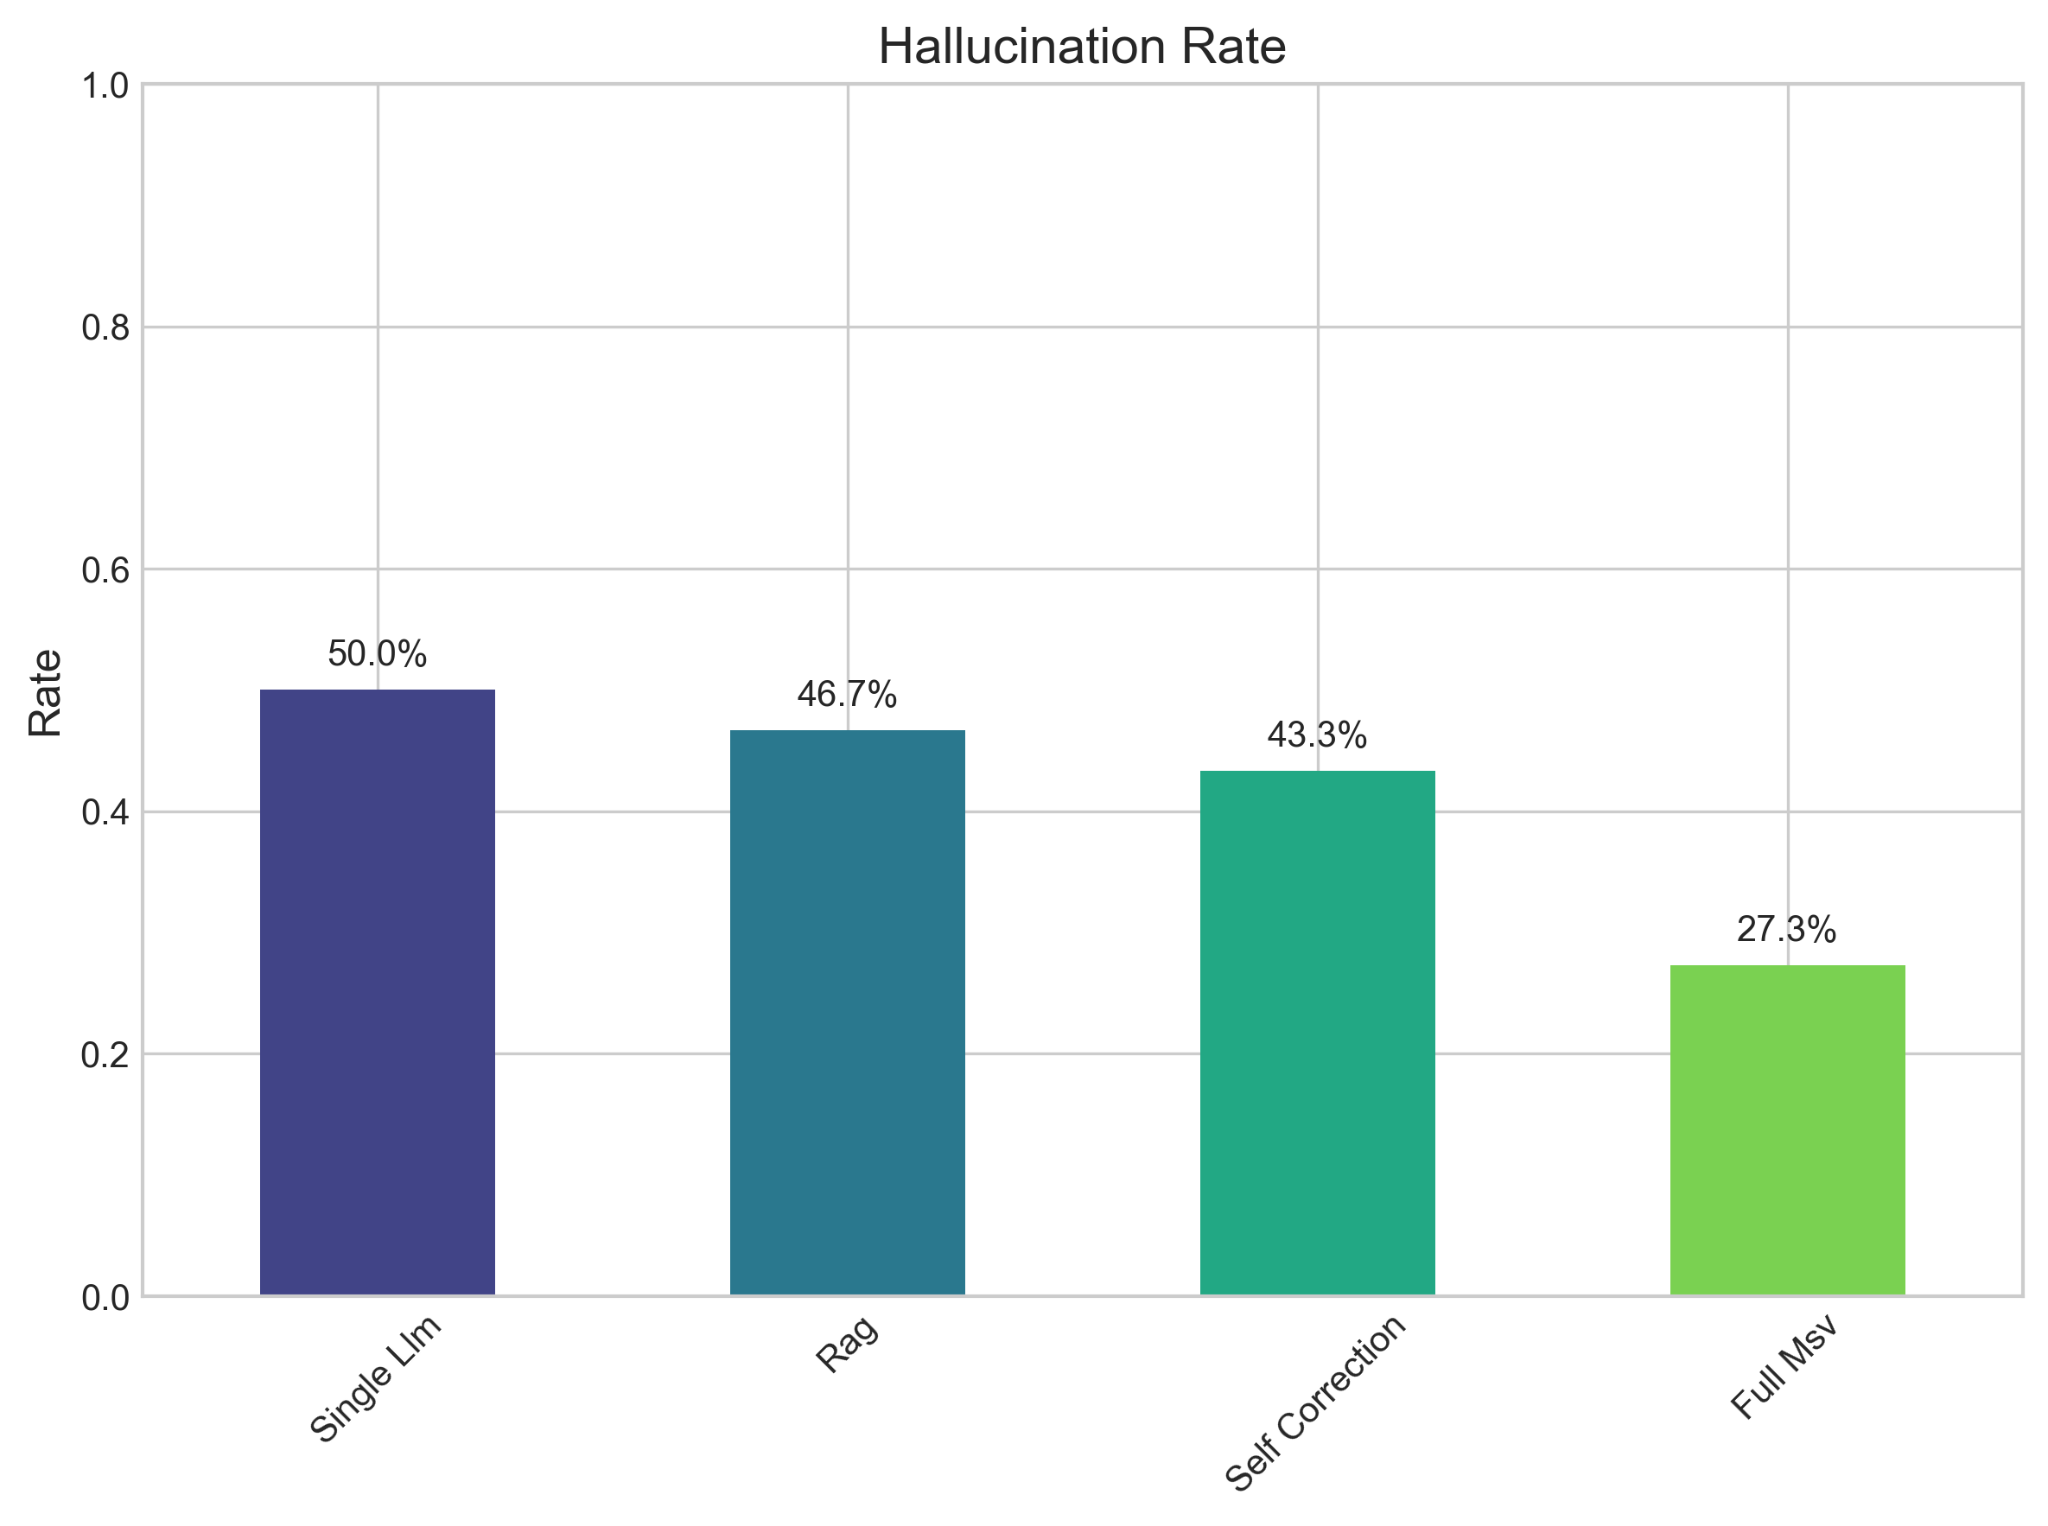 Hallucination Rate
1.0
0.8
0.6
0.4
0.2
0.0
Rate
50.0%
46.7%
43.3%
27.3%
Single Llm
Rag
Self Correction
Full Msv